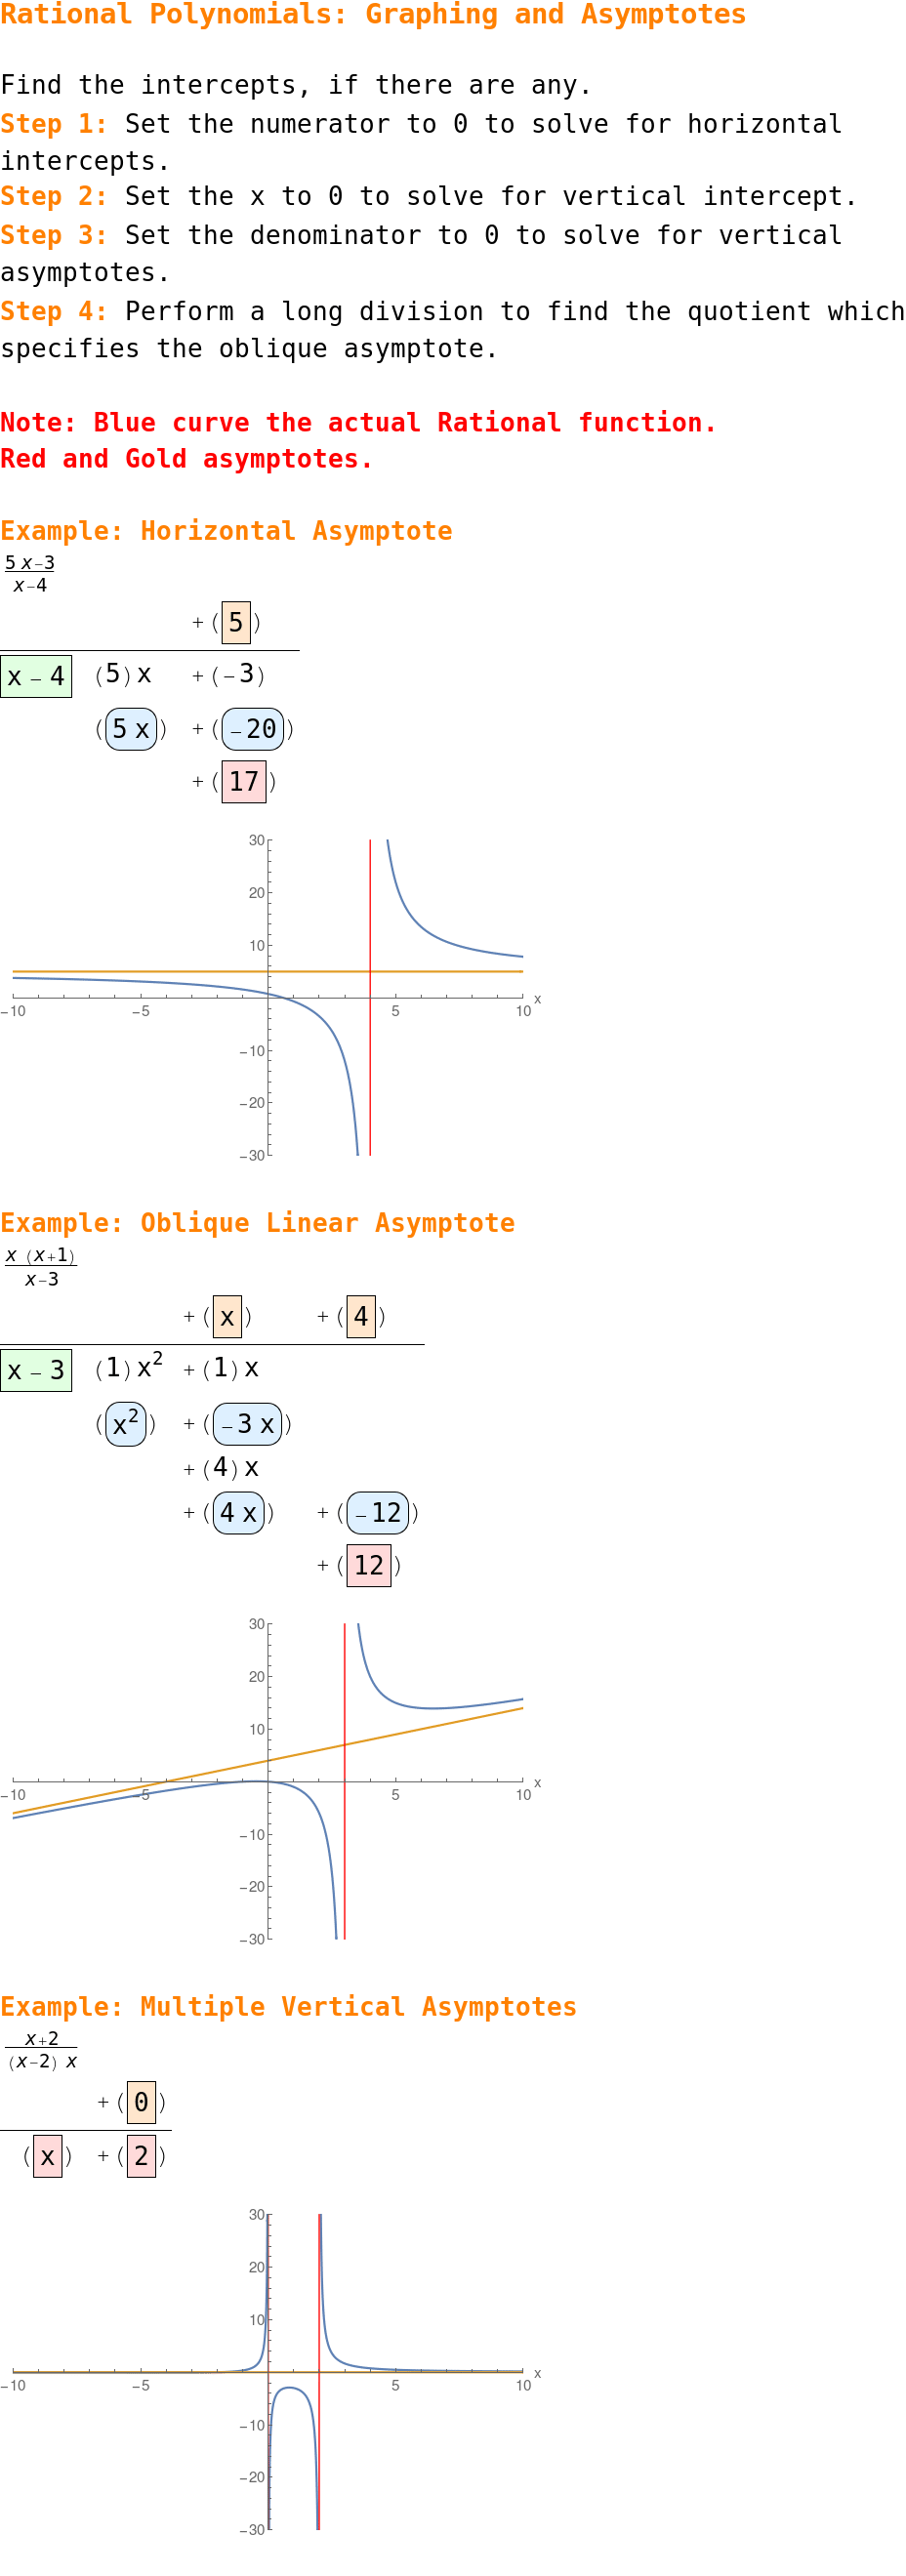 Rational Polynomials: Graphing and Asymptotes
Find the intercepts, if there are any.
Step 1: Set the numerator to 0 to solve for horizontal
intercepts.
Step 2: Set the x to 0 to solve for vertical intercept.
Step 3: Set the denominator to 0 to solve for vertical
asymptotes.
Step 4: Perform a long division to find the quotient which
specifies the oblique asymptote.
Note: Blue curve the actual Rational function.
Red and Gold asymptotes.
Example: Horizontal Asymptote
5 x−3
x−4
+ ( 5 )
x − 4 (5) x + (−3)
( 5 x ) + ( −20 )
+ ( 17 )
30
20
10
−10 −5 5 10 x
−10
−20
−30
Example: Oblique Linear Asymptote
x (x+1)
x−3
+ ( x ) + ( 4 )
x − 3 (1) x² + (1) x
( x² ) + ( −3 x )
+ (4) x
+ ( 4 x ) + ( −12 )
+ ( 12 )
30
20
10
−10 −5 5 10 x
−10
−20
−30
Example: Multiple Vertical Asymptotes
x+2
(x−2) x
+ ( 0 )
( x ) + ( 2 )
30
20
10
−10 −5 5 10 x
−10
−20
−30